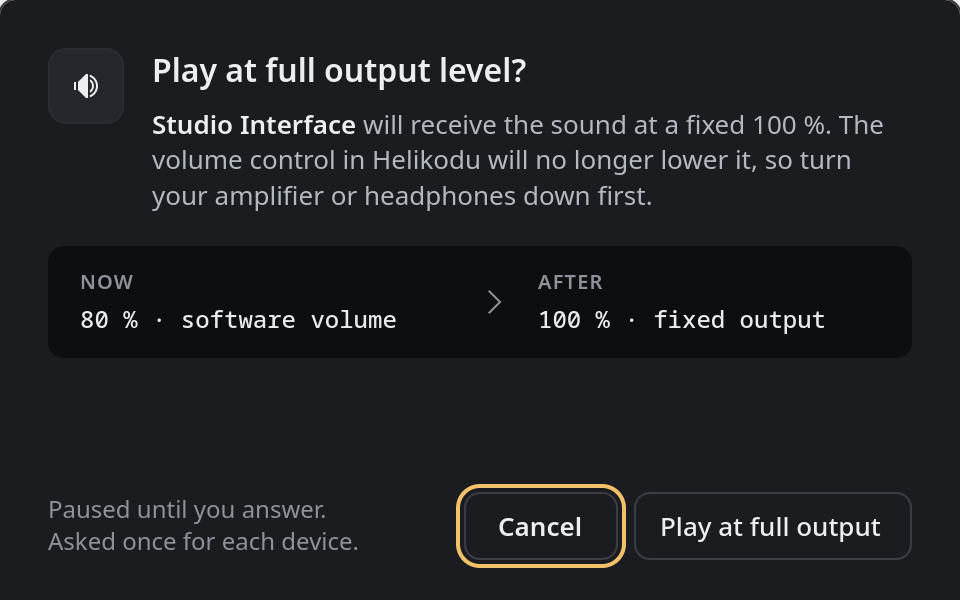 Play at full output level?
Studio Interface will receive the sound at a fixed 100 %. The
volume control in Helikodu will no longer lower it, so turn
your amplifier or headphones down first.
NOW
80 % · software volume
AFTER
100 % · fixed output
Paused until you answer.
Asked once for each device.
Cancel
Play at full output